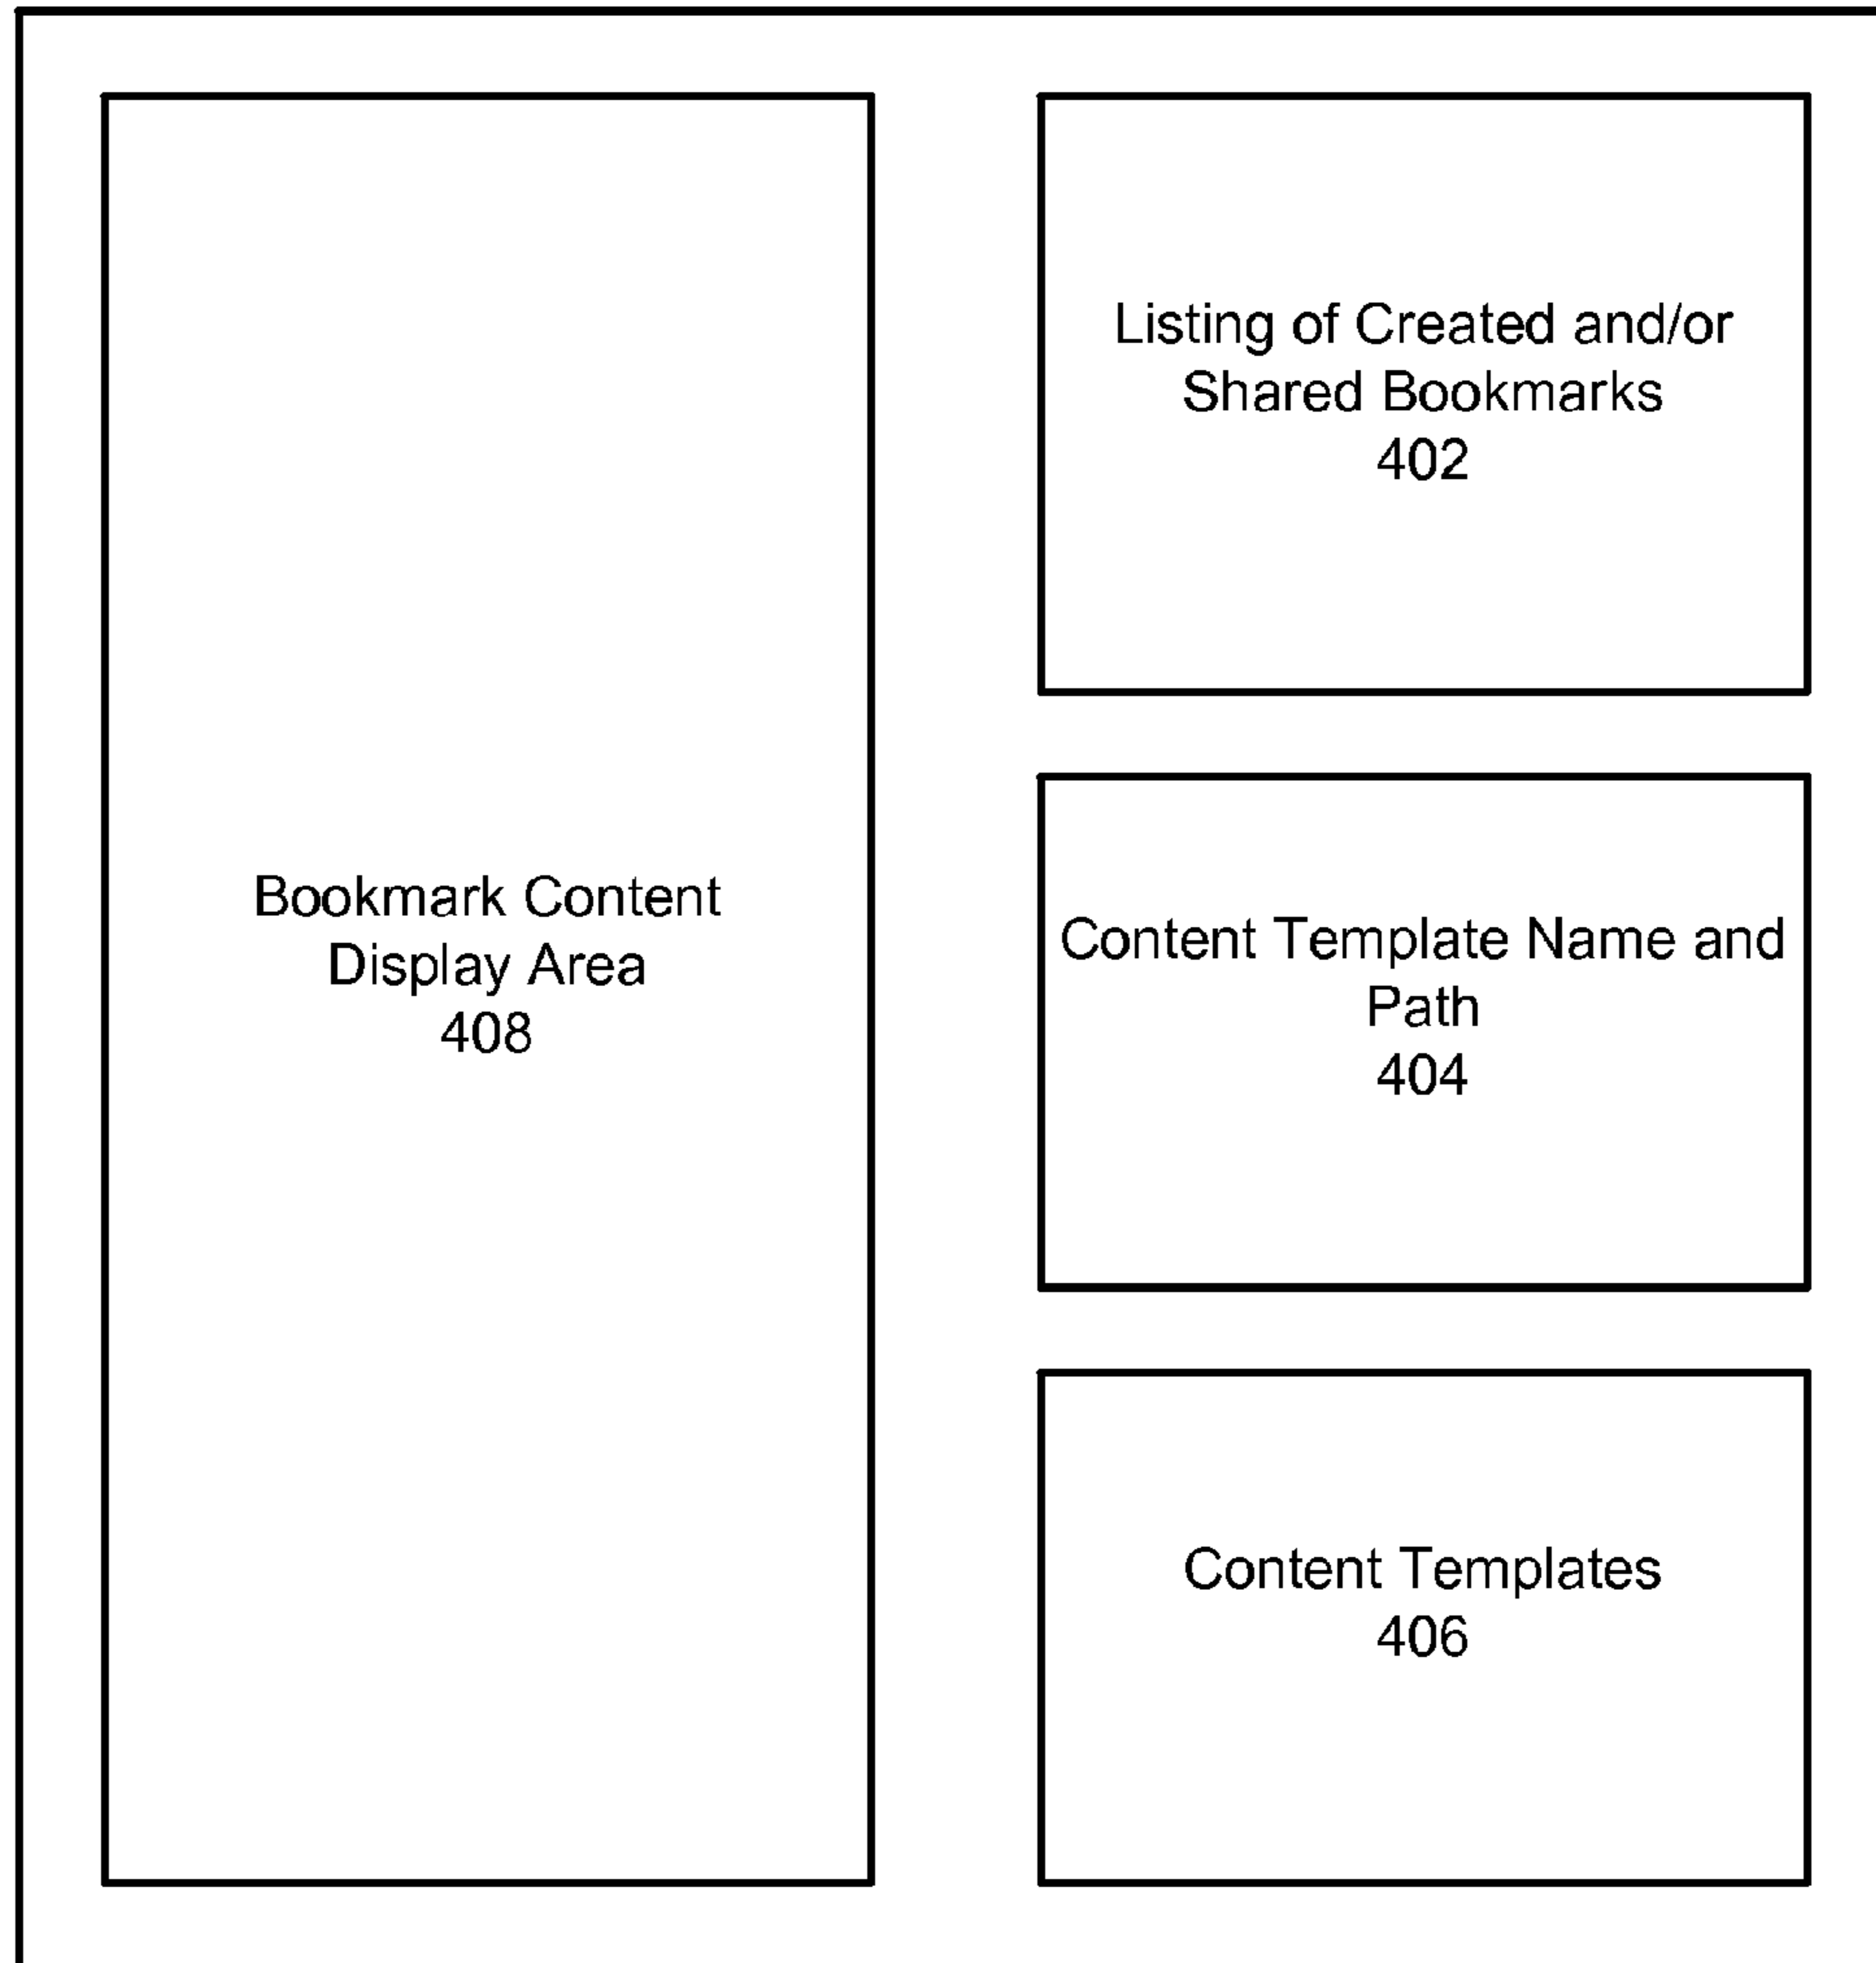 Bookmark Content
Display Area
408
Listing of Created and/or
Shared Bookmarks
402
Content Template Name and
Path
404
Content Templates
406